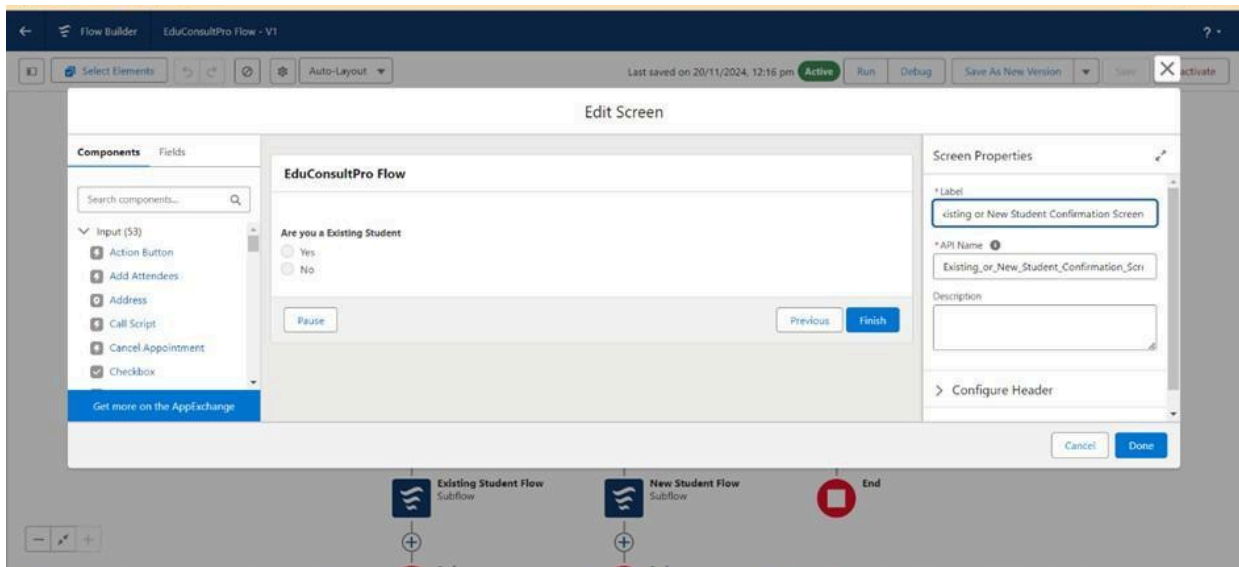 Flow Builder EduConsultPro Flow - V1 ?
Select Elements Auto-Layout Last saved on 20/11/2024, 12:16 pm Active Run Debug Save As New Version Save activate
Edit Screen
Components Fields
Search components...
Input (53)
Action Button
Add Attendees
Address
Call Script
Cancel Appointment
Checkbox
Get more on the AppExchange
EduConsultPro Flow
Are you a Existing Student
Yes
No
Pause Previous Finish
Screen Properties
*Label
isting or New Student Confirmation Screen
*API Name
Existing_or_New_Student_Confirmation_Scr
Description
Configure Header
Cancel Done
Existing Student Flow
Subflow
New Student Flow
Subflow
End